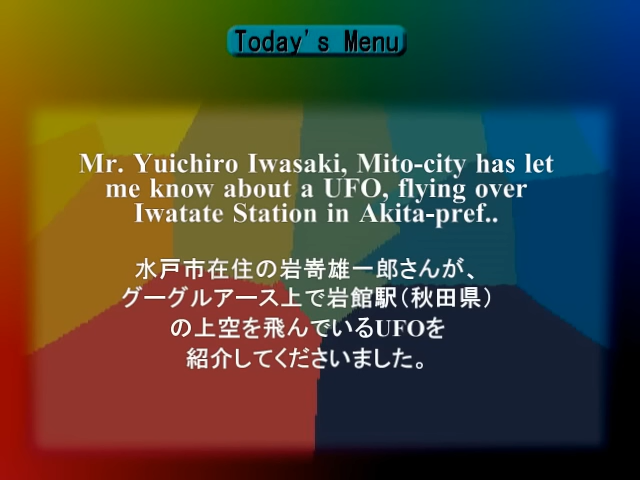 Today's Menu
Mr. Yuichiro Iwasaki, Mito-city has let
me know about a UFO, flying over
Iwatate Station in Akita-pref..
水戸市在住の岩嵜雄一郎さんが、
グーグルアース上で岩館駅（秋田県）
の上空を飛んでいるUFOを
紹介してくださいました。